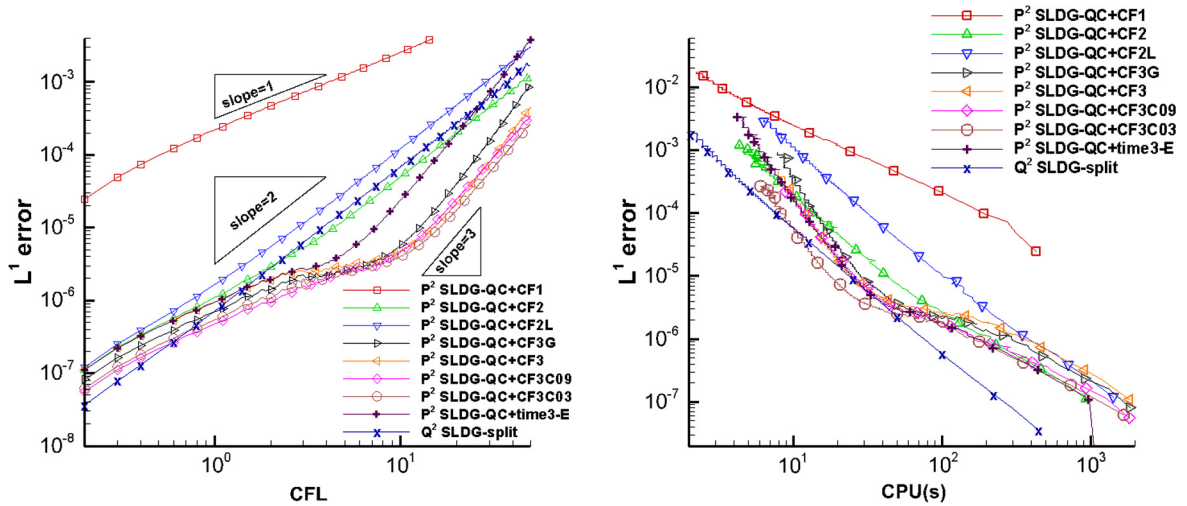 L¹ error
10⁻³
10⁻⁴
10⁻⁵
10⁻⁶
10⁻⁷
10⁻⁸
slope=1
slope=2
slope=3
P² SLDG-QC+CF1
P² SLDG-QC+CF2
P² SLDG-QC+CF2L
P² SLDG-QC+CF3G
P² SLDG-QC+CF3
P² SLDG-QC+CF3C09
P² SLDG-QC+CF3C03
P² SLDG-QC+time3-E
Q² SLDG-split
10⁰
10¹
CFL
P² SLDG-QC+CF1
P² SLDG-QC+CF2
P² SLDG-QC+CF2L
P² SLDG-QC+CF3G
P² SLDG-QC+CF3
P² SLDG-QC+CF3C09
P² SLDG-QC+CF3C03
P² SLDG-QC+time3-E
Q² SLDG-split
L¹ error
10⁻²
10⁻³
10⁻⁴
10⁻⁵
10⁻⁶
10⁻⁷
10¹
10²
10³
CPU(s)